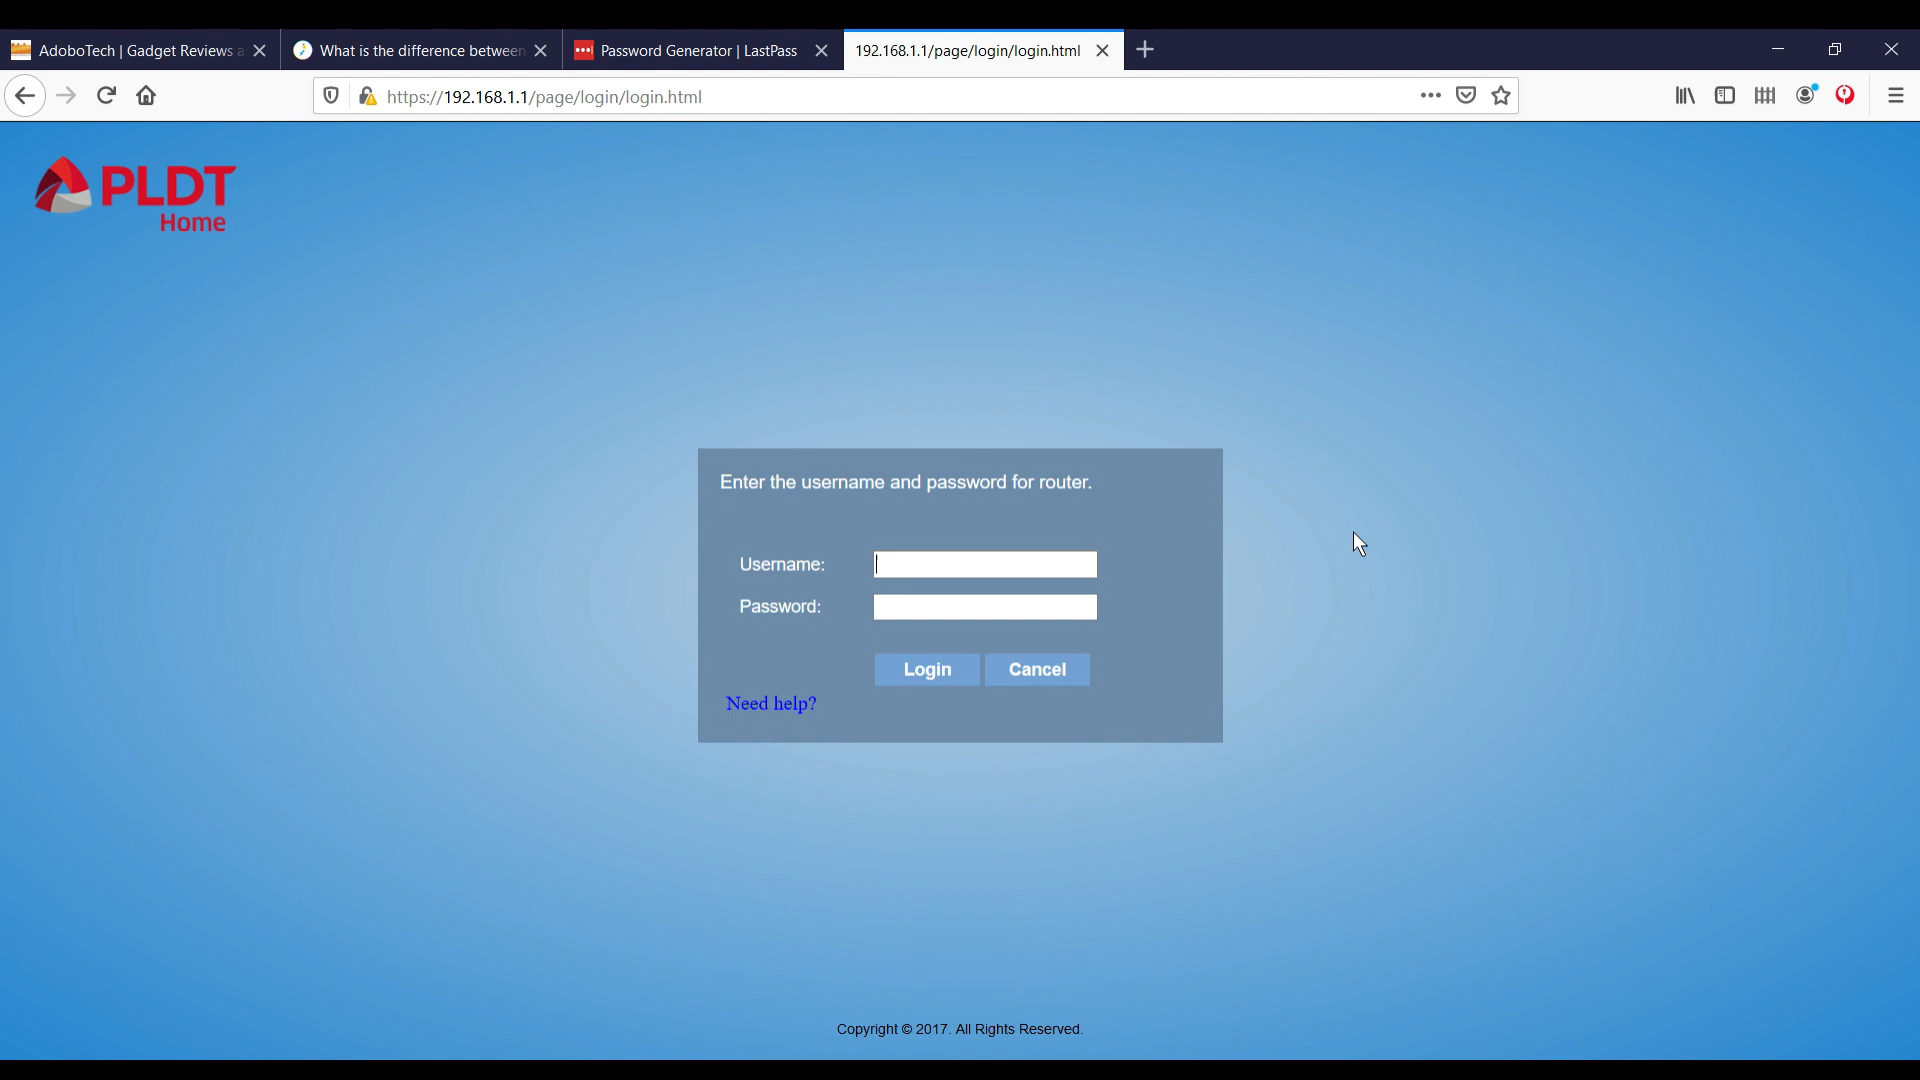 AdoboTech | Gadget Reviews a
What is the difference between
Password Generator | LastPass
192.168.1.1/page/login/login.html
https://192.168.1.1/page/login/login.html
PLDT
Home
Enter the username and password for router.
Username:
Password:
Login Cancel
Need help?
Copyright © 2017. All Rights Reserved.